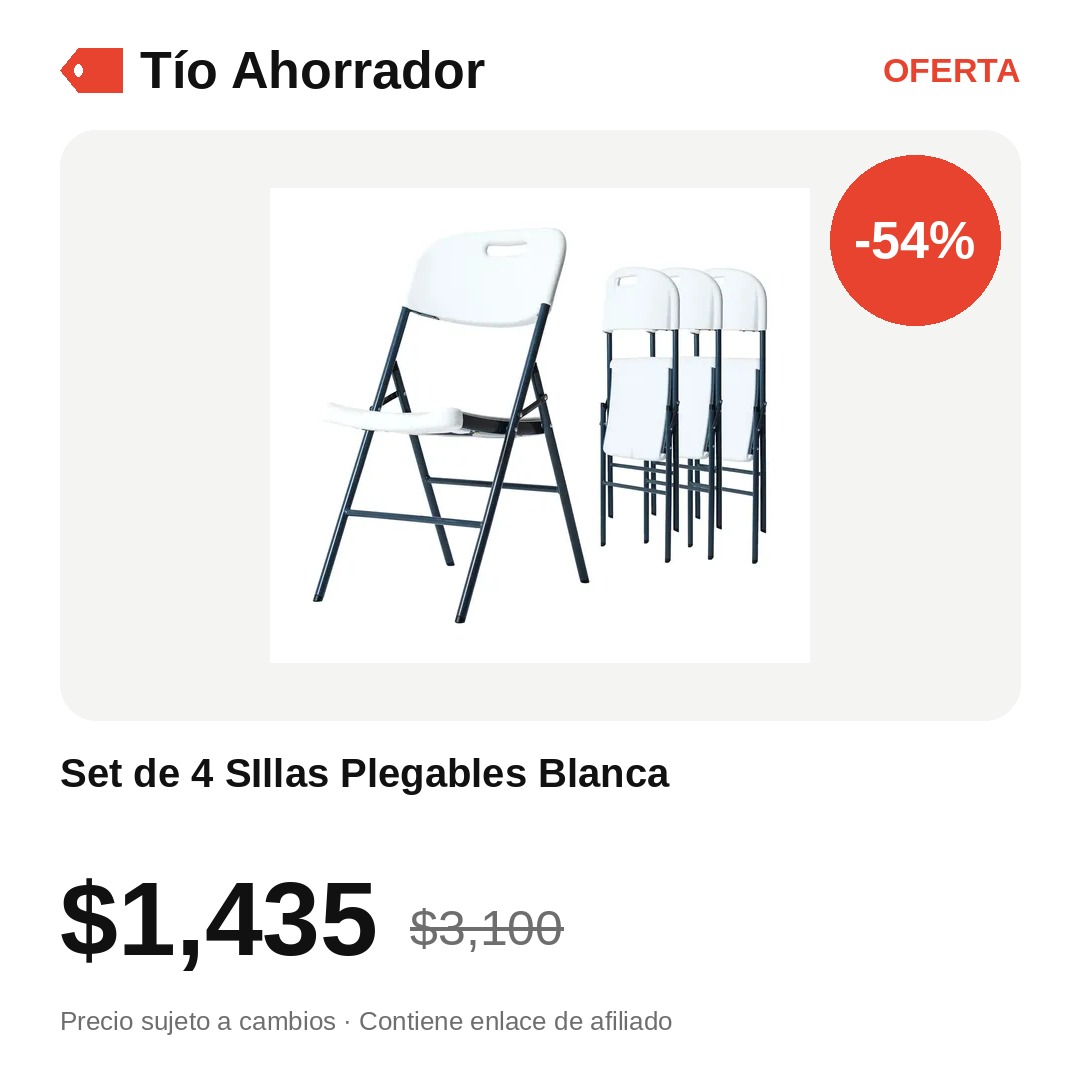 Tío Ahorrador
OFERTA
-54%
Set de 4 SIllas Plegables Blanca
$1,435 $3,100
Precio sujeto a cambios · Contiene enlace de afiliado